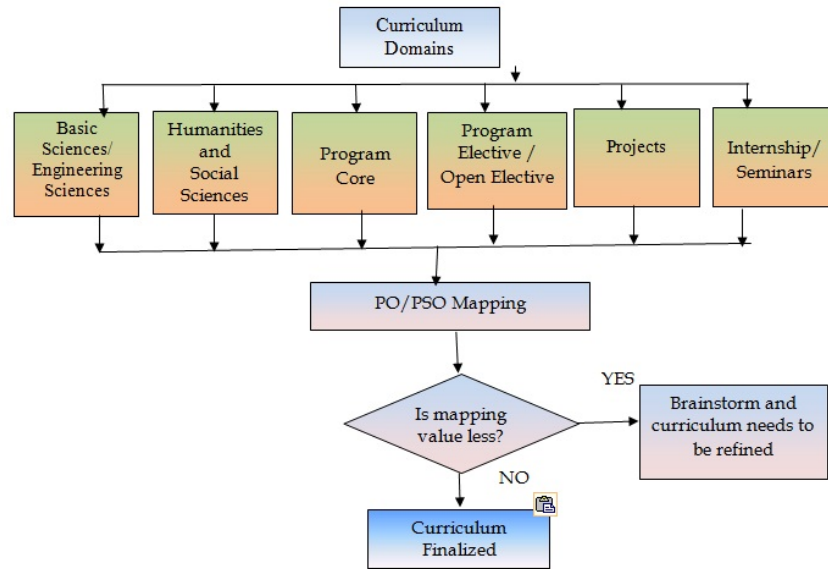 Curriculum
Domains
Basic
Sciences/
Engineering
Sciences
Humanities
and
Social
Sciences
Program
Core
Program
Elective /
Open Elective
Projects
Internship/
Seminars
PO/PSO Mapping
Is mapping
value less?
YES
Brainstorm and
curriculum needs to
be refined
NO
Curriculum
Finalized